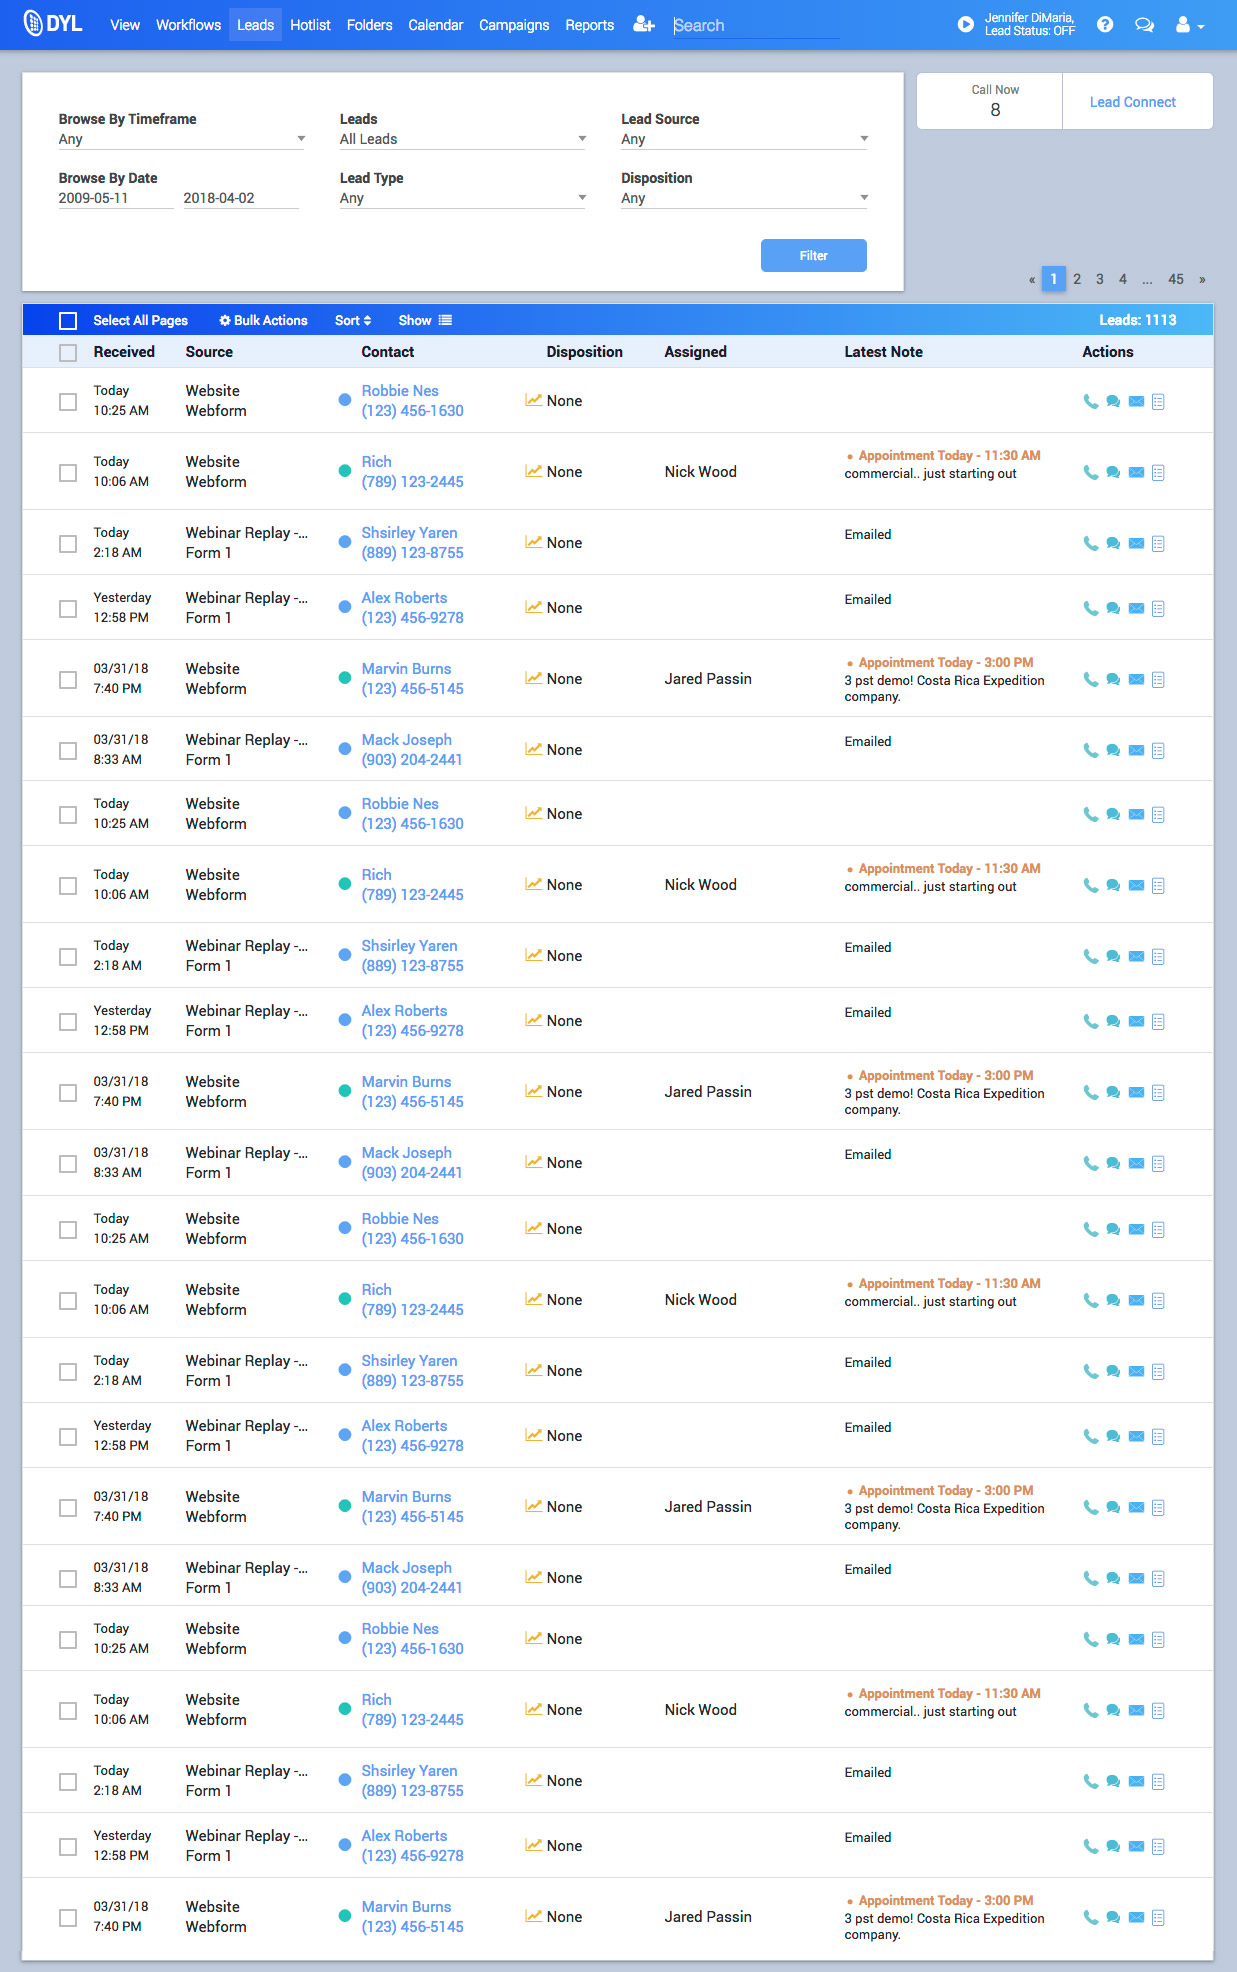 DYL View Workflows Leads Hotlist Folders Calendar Campaigns Reports Search Jennifer DiMaria,
Lead Status: OFF
Browse By Timeframe Leads Lead Source
Any All Leads Any
Browse By Date Lead Type Disposition
2009-05-11 2018-04-02 Any Any
Filter
Call Now
8
Lead Connect
« 1 2 3 4 ... 45 »
Select All Pages Bulk Actions Sort Show Leads: 1113
Received Source Contact Disposition Assigned Latest Note Actions
Today Website Robbie Nes
10:25 AM Webform (123) 456-1630 None
Today Website Rich Appointment Today - 11:30 AM
10:06 AM Webform (789) 123-2445 None Nick Wood commercial.. just starting out
Today Webinar Replay -... Shsirley Yaren Emailed
2:18 AM Form 1 (889) 123-8755 None
Yesterday Webinar Replay -... Alex Roberts Emailed
12:58 PM Form 1 (123) 456-9278 None
03/31/18 Website Marvin Burns Appointment Today - 3:00 PM
7:40 PM Webform (123) 456-5145 None Jared Passin 3 pst demo! Costa Rica Expedition
company.
03/31/18 Webinar Replay -... Mack Joseph Emailed
8:33 AM Form 1 (903) 204-2441 None
Today Website Robbie Nes
10:25 AM Webform (123) 456-1630 None
Today Website Rich Appointment Today - 11:30 AM
10:06 AM Webform (789) 123-2445 None Nick Wood commercial.. just starting out
Today Webinar Replay -... Shsirley Yaren Emailed
2:18 AM Form 1 (889) 123-8755 None
Yesterday Webinar Replay -... Alex Roberts Emailed
12:58 PM Form 1 (123) 456-9278 None
03/31/18 Website Marvin Burns Appointment Today - 3:00 PM
7:40 PM Webform (123) 456-5145 None Jared Passin 3 pst demo! Costa Rica Expedition
company.
03/31/18 Webinar Replay -... Mack Joseph Emailed
8:33 AM Form 1 (903) 204-2441 None
Today Website Robbie Nes
10:25 AM Webform (123) 456-1630 None
Today Website Rich Appointment Today - 11:30 AM
10:06 AM Webform (789) 123-2445 None Nick Wood commercial.. just starting out
Today Webinar Replay -... Shsirley Yaren Emailed
2:18 AM Form 1 (889) 123-8755 None
Yesterday Webinar Replay -... Alex Roberts Emailed
12:58 PM Form 1 (123) 456-9278 None
03/31/18 Website Marvin Burns Appointment Today - 3:00 PM
7:40 PM Webform (123) 456-5145 None Jared Passin 3 pst demo! Costa Rica Expedition
company.
03/31/18 Webinar Replay -... Mack Joseph Emailed
8:33 AM Form 1 (903) 204-2441 None
Today Website Robbie Nes
10:25 AM Webform (123) 456-1630 None
Today Website Rich Appointment Today - 11:30 AM
10:06 AM Webform (789) 123-2445 None Nick Wood commercial.. just starting out
Today Webinar Replay -... Shsirley Yaren Emailed
2:18 AM Form 1 (889) 123-8755 None
Yesterday Webinar Replay -... Alex Roberts Emailed
12:58 PM Form 1 (123) 456-9278 None
03/31/18 Website Marvin Burns Appointment Today - 3:00 PM
7:40 PM Webform (123) 456-5145 None Jared Passin 3 pst demo! Costa Rica Expedition
company.